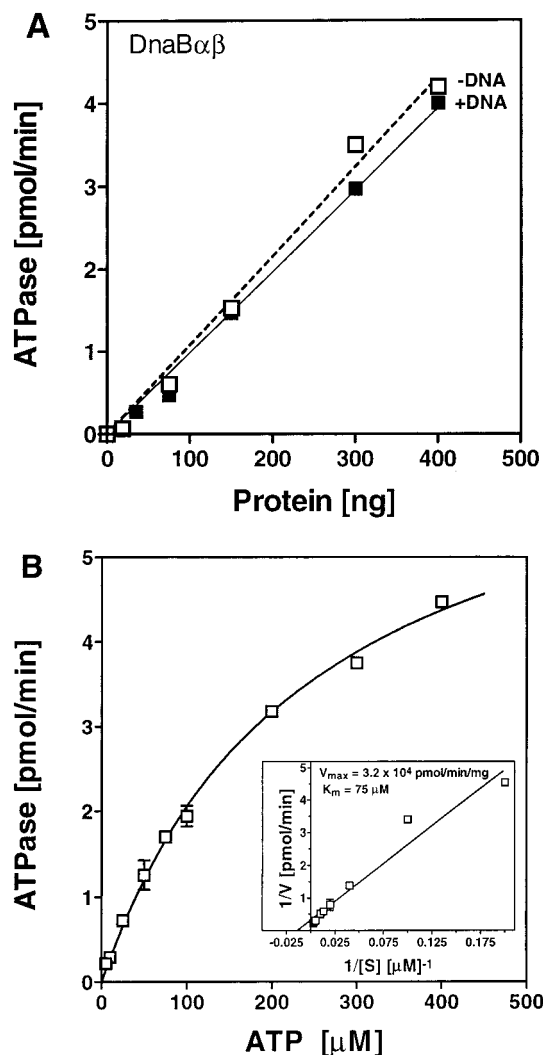 A
DnaBαβ
5
4
3
2
1
0
-DNA
+DNA
ATPase [pmol/min]
0 100 200 300 400 500
Protein [ng]
B
5
4
3
2
1
0
ATPase [pmol/min]
Vmax = 3.2 x 10⁴ pmol/min/mg
Km = 75 µM
5
4
3
2
1
1/V [pmol/min]
-0.025 0.025 0.075 0.125 0.175
1/[S] [µM]-1
0 100 200 300 400 500
ATP [µM]